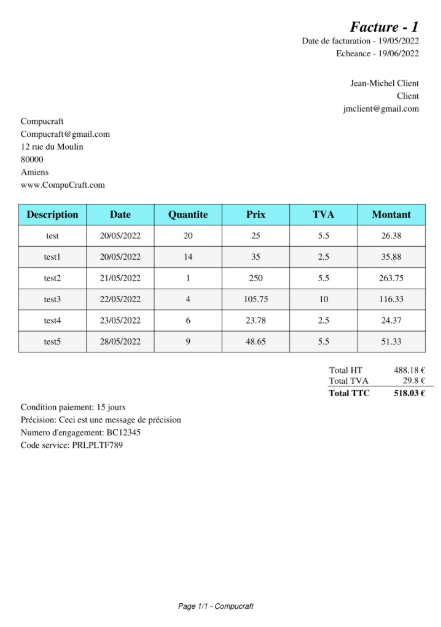 Facture - 1
Date de facturation - 19/05/2022
Echeance - 19/06/2022
Jean-Michel Client
Client
jmclient@gmail.com
Compucraft
Compucraft@gmail.com
12 rue du Moulin
80000
Amiens
www.CompuCraft.com
Description Date Quantite Prix TVA Montant
test 20/05/2022 20 25 5.5 26.38
test1 20/05/2022 14 35 2.5 35.88
test2 21/05/2022 1 250 5.5 263.75
test3 22/05/2022 4 105.75 10 116.33
test4 23/05/2022 6 23.78 2.5 24.37
test5 28/05/2022 9 48.65 5.5 51.33
Total HT 488.18 €
Total TVA 29.8 €
Total TTC 518.03 €
Condition paiement: 15 jours
Précision: Ceci est une message de précision
Numero d'engagement: BC12345
Code service: PRLPLTF789
Page 1/1 - Compucraft